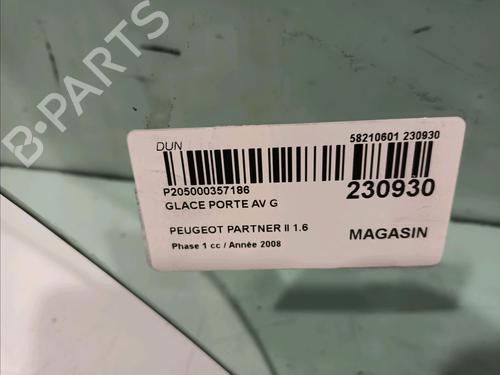 B-PARTS
DUN
58210601 230930
P205000357186
230930
GLACE PORTE AV G
PEUGEOT PARTNER II 1.6
MAGASIN
Phase 1 cc / Année 2008